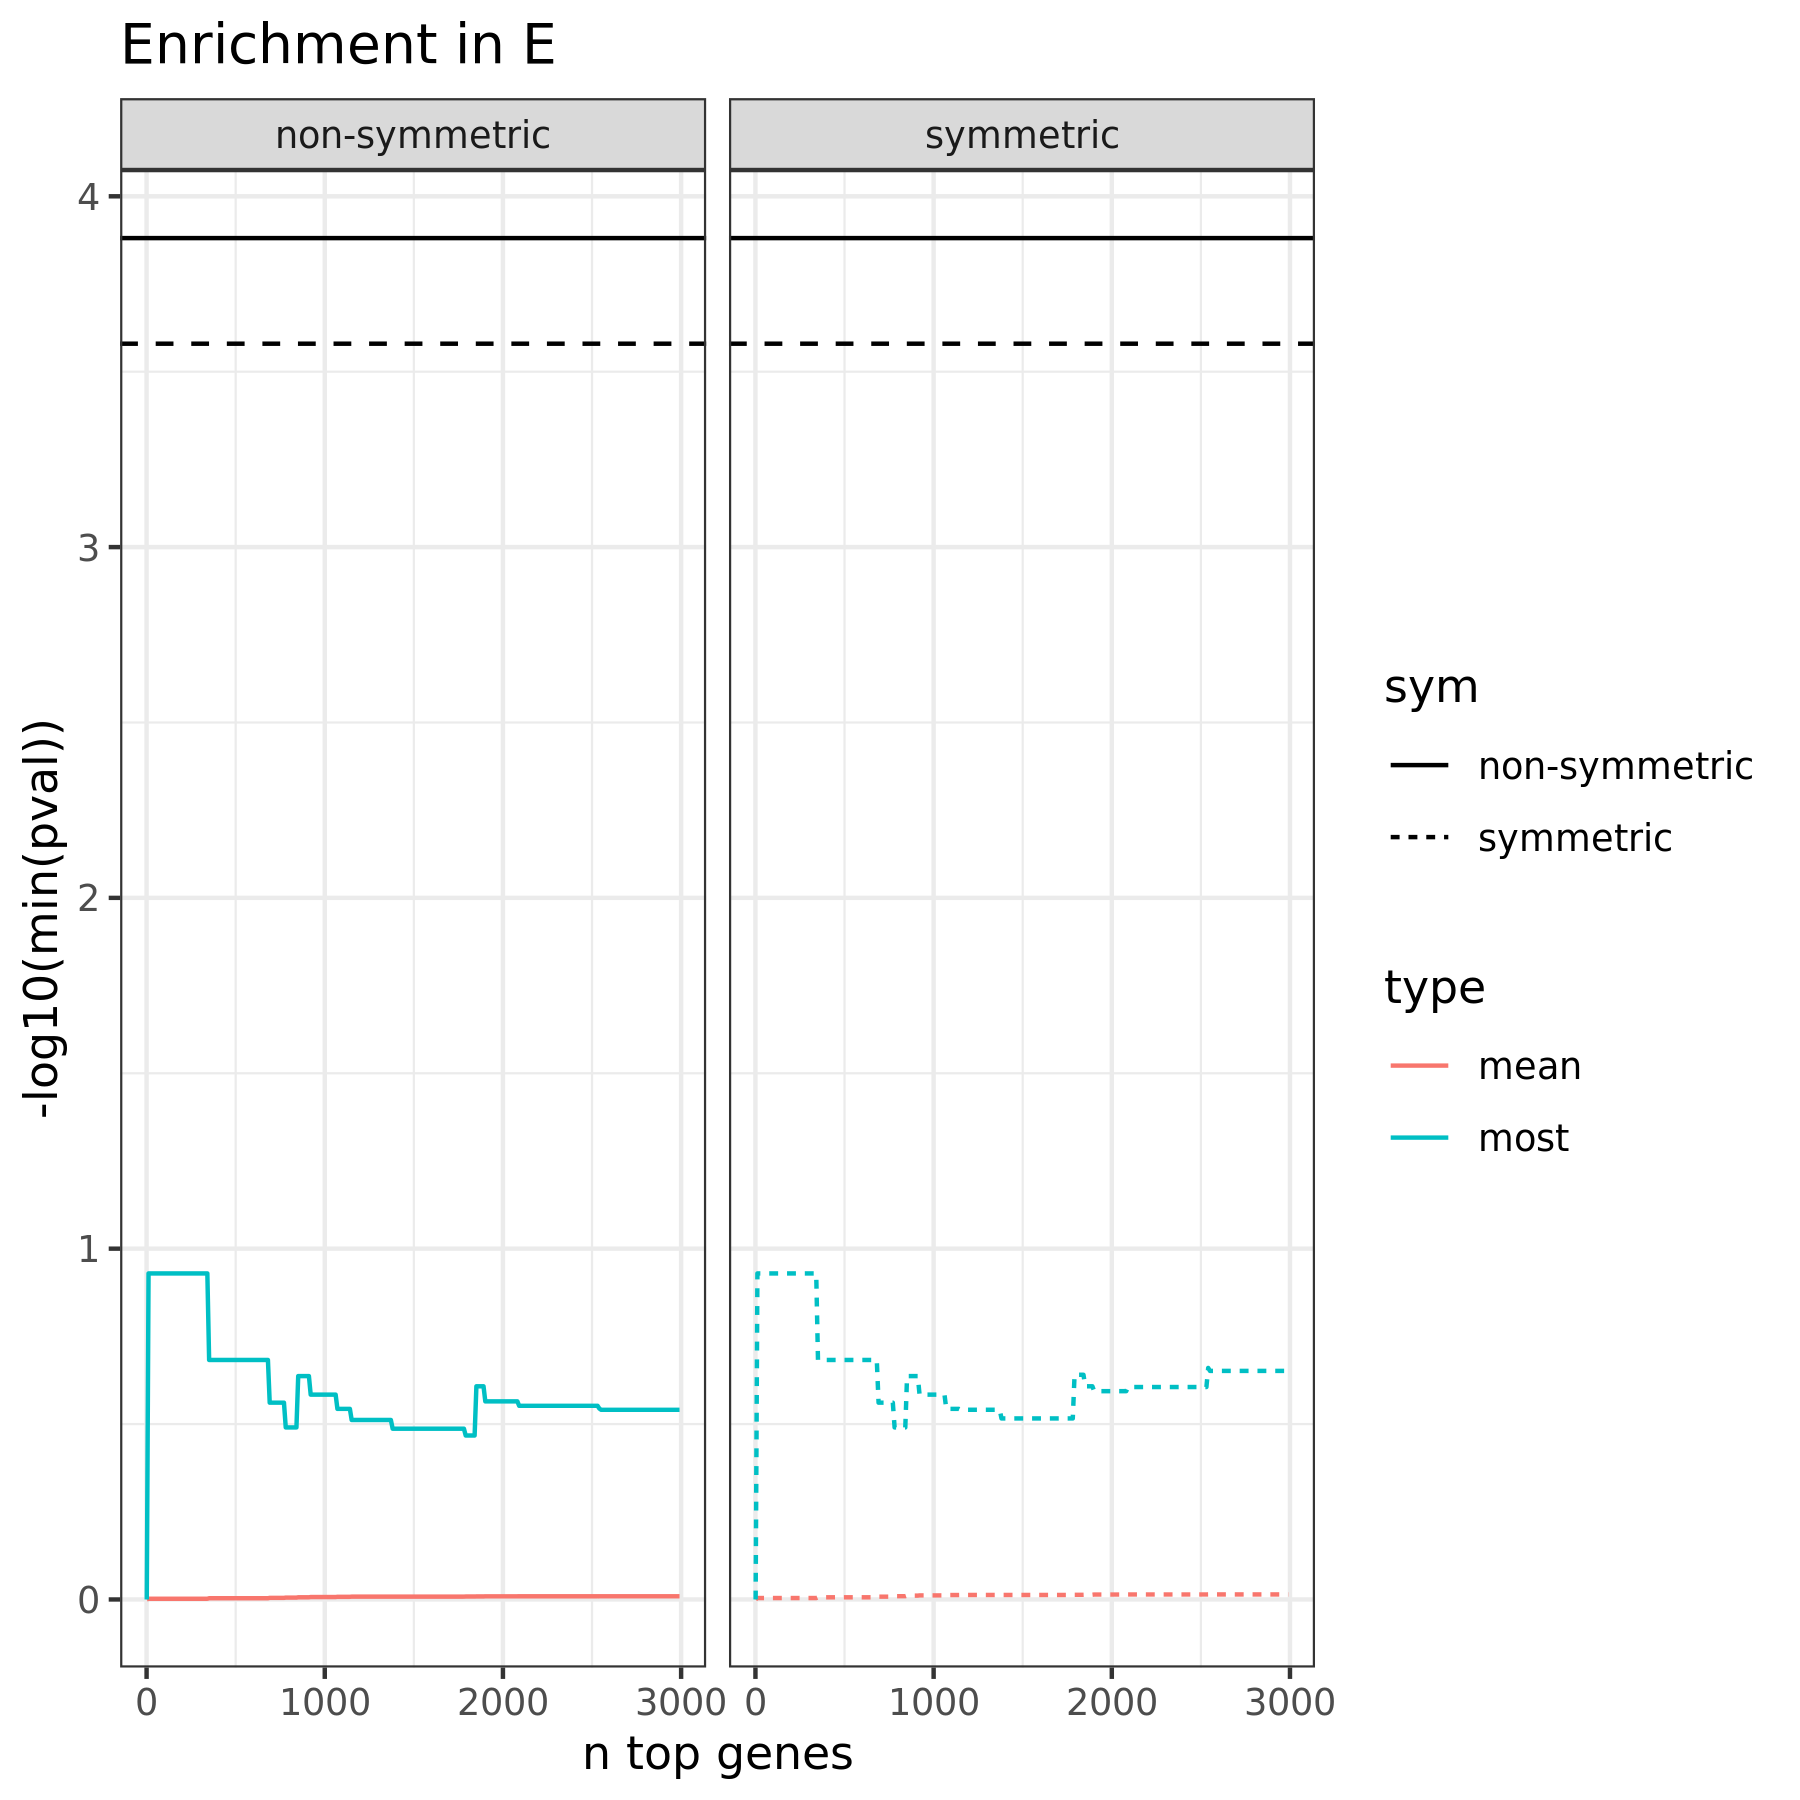 Enrichment in E
non-symmetric
symmetric
4
3
2
1
0
-log10(min(pval))
0 1000 2000 3000
0 1000 2000 3000
n top genes
sym
non-symmetric
symmetric
type
mean
most